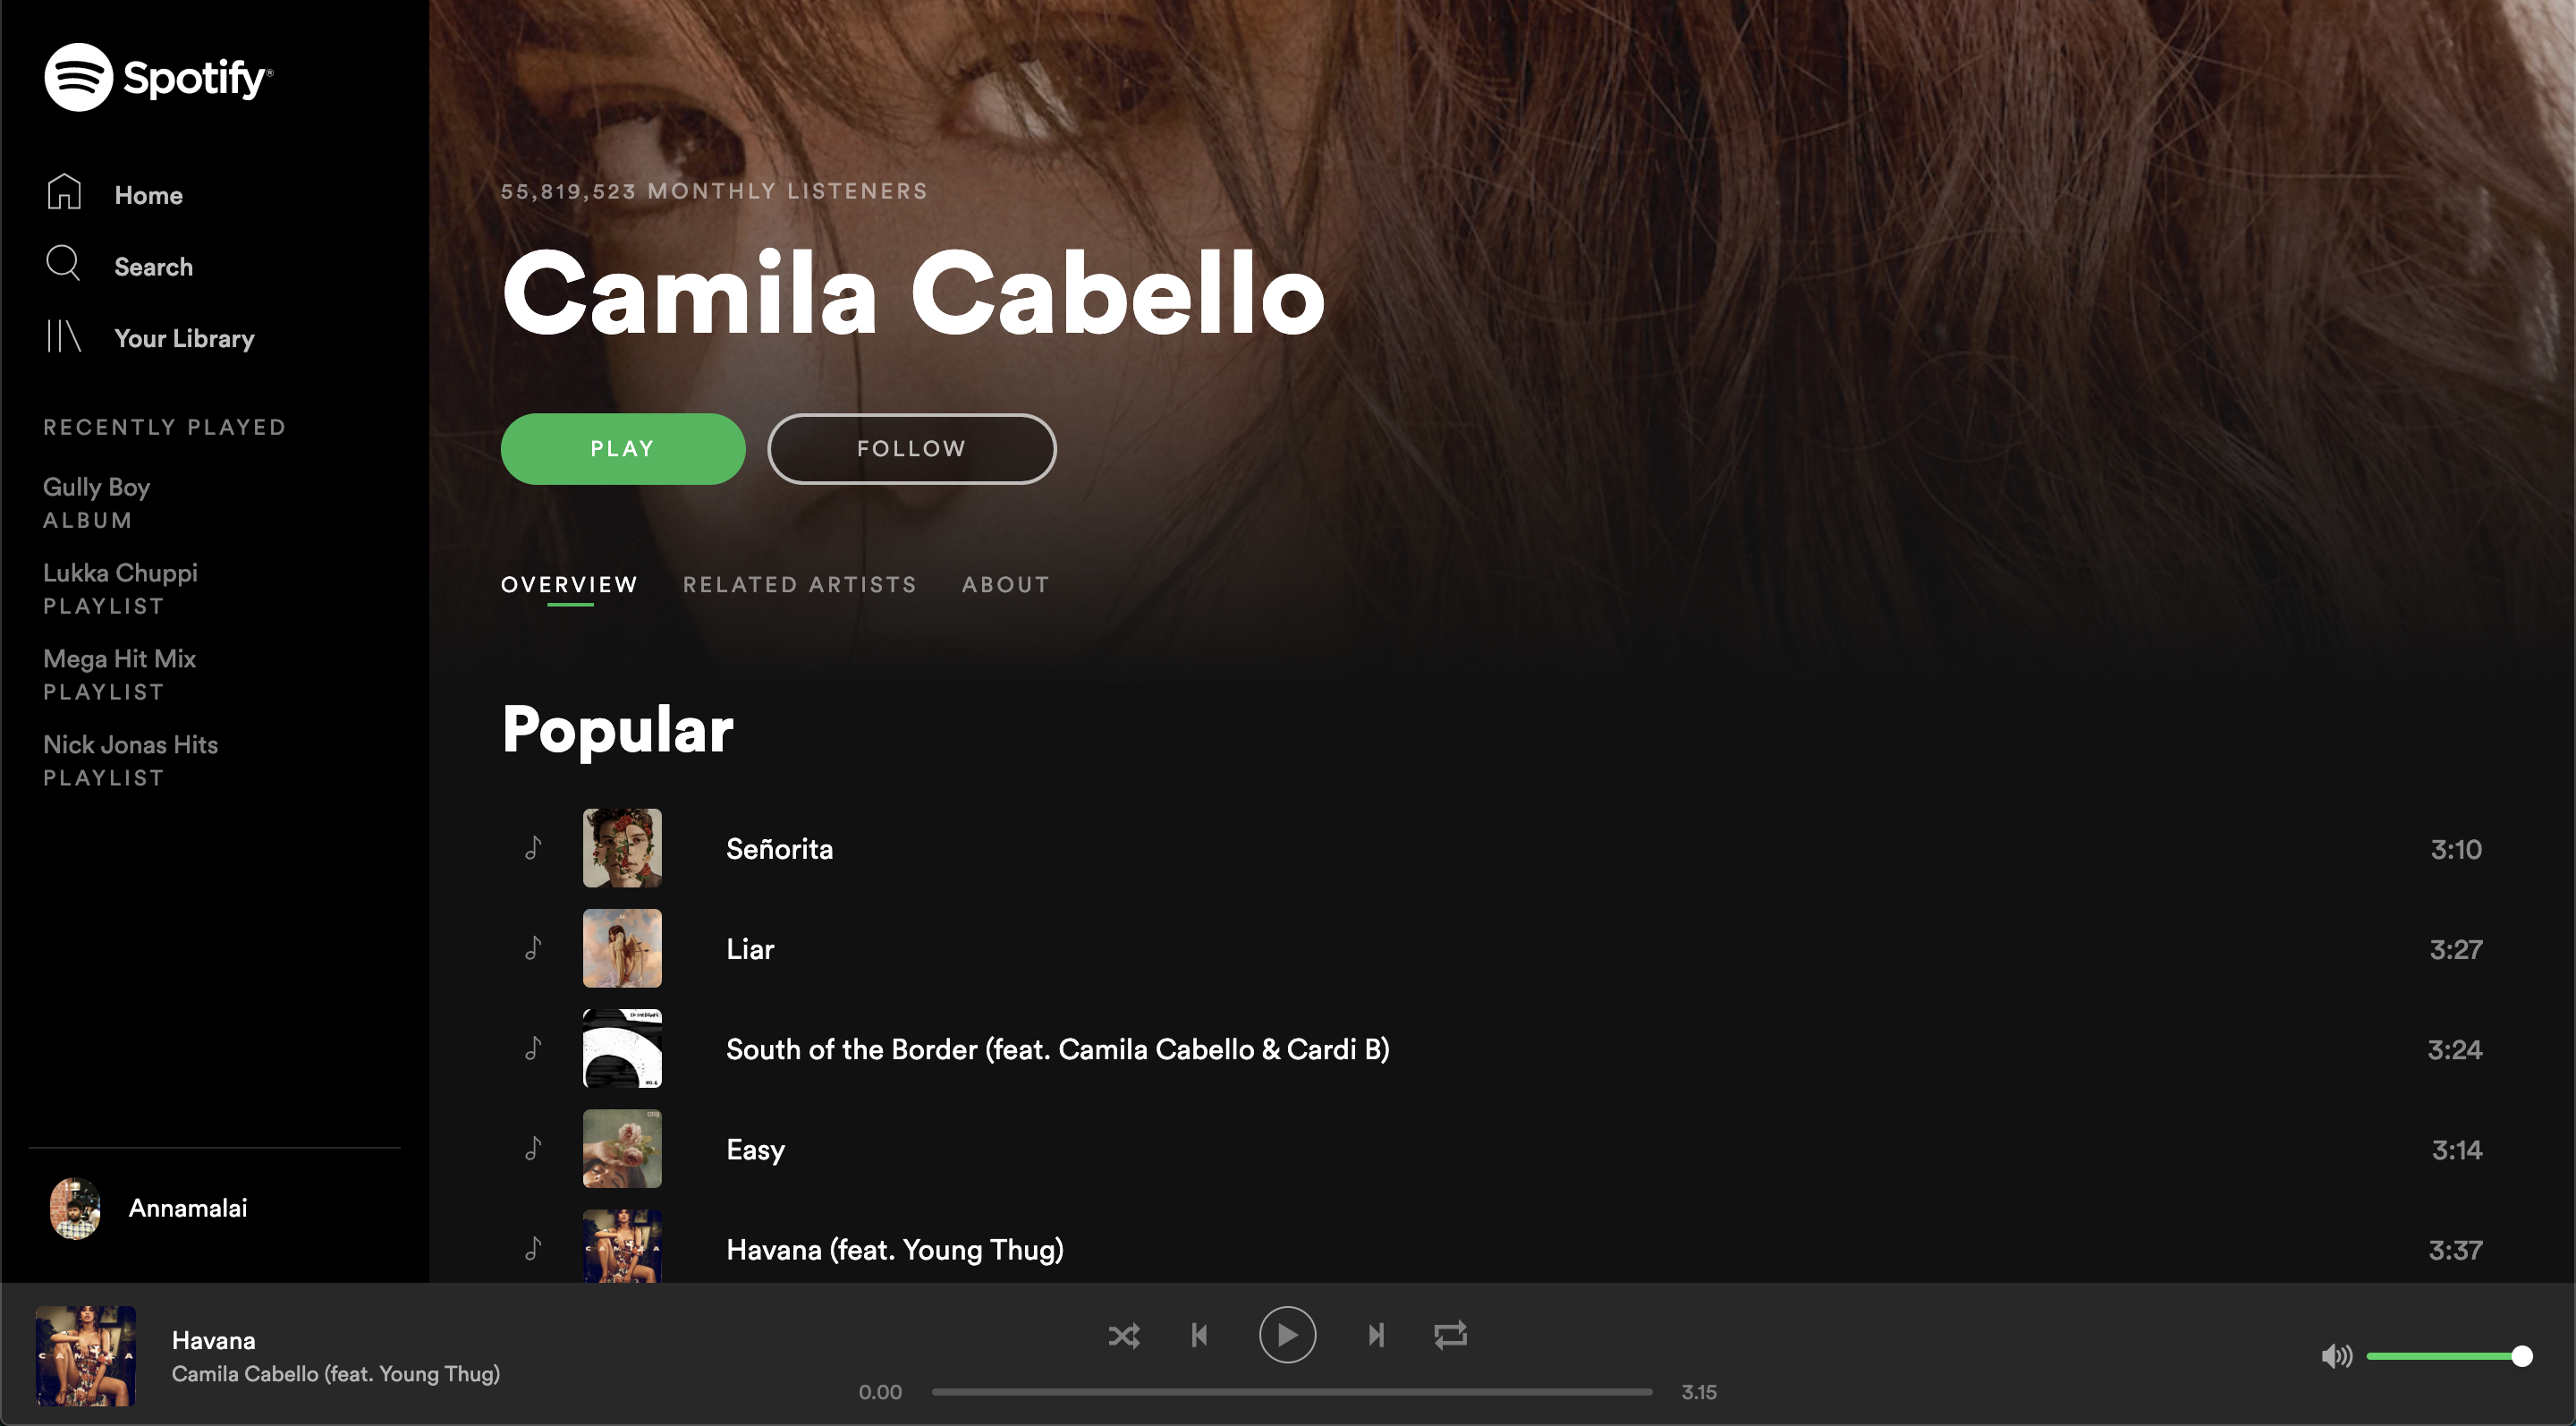 Spotify®
Home
Search
Your Library
RECENTLY PLAYED
Gully Boy
ALBUM
Lukka Chuppi
PLAYLIST
Mega Hit Mix
PLAYLIST
Nick Jonas Hits
PLAYLIST
Annamalai
55,819,523 MONTHLY LISTENERS
Camila Cabello
PLAY FOLLOW
OVERVIEW RELATED ARTISTS ABOUT
Popular
Señorita 3:10
Liar 3:27
South of the Border (feat. Camila Cabello & Cardi B) 3:24
Easy 3:14
Havana (feat. Young Thug) 3:37
CAMILA
Havana
Camila Cabello (feat. Young Thug)
0.00 3.15